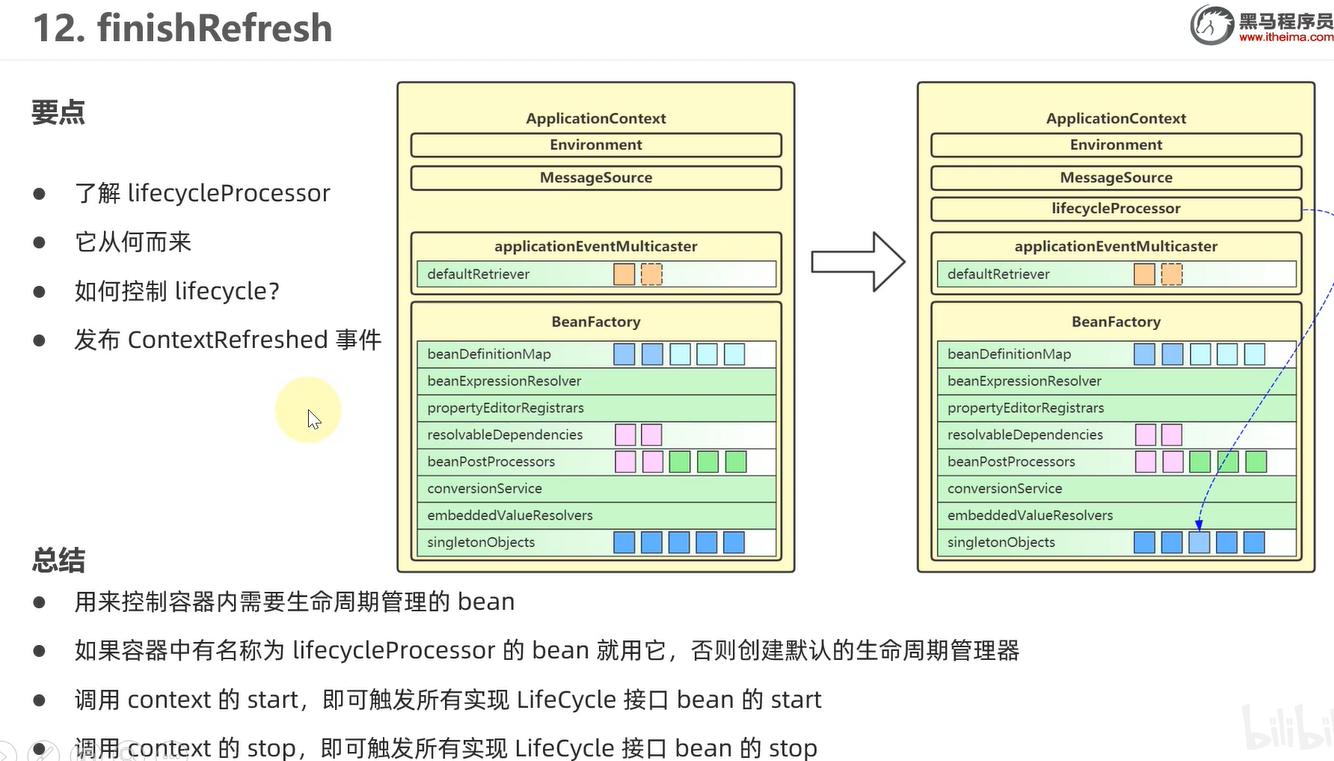 12. finishRefresh
黑马程序员
www.itheima.com
要点
了解 lifecycleProcessor
它从何而来
如何控制 lifecycle？
发布 ContextRefreshed 事件
ApplicationContext
Environment
MessageSource
applicationEventMulticaster
defaultRetriever
BeanFactory
beanDefinitionMap
beanExpressionResolver
propertyEditorRegistrars
resolvableDependencies
beanPostProcessors
conversionService
embeddedValueResolvers
singletonObjects
ApplicationContext
Environment
MessageSource
lifecycleProcessor
applicationEventMulticaster
defaultRetriever
BeanFactory
beanDefinitionMap
beanExpressionResolver
propertyEditorRegistrars
resolvableDependencies
beanPostProcessors
conversionService
embeddedValueResolvers
singletonObjects
总结
用来控制容器内需要生命周期管理的 bean
如果容器中有名称为 lifecycleProcessor 的 bean 就用它，否则创建默认的生命周期管理器
调用 context 的 start，即可触发所有实现 LifeCycle 接口 bean 的 start
调用 context 的 stop，即可触发所有实现 LifeCycle 接口 bean 的 stop